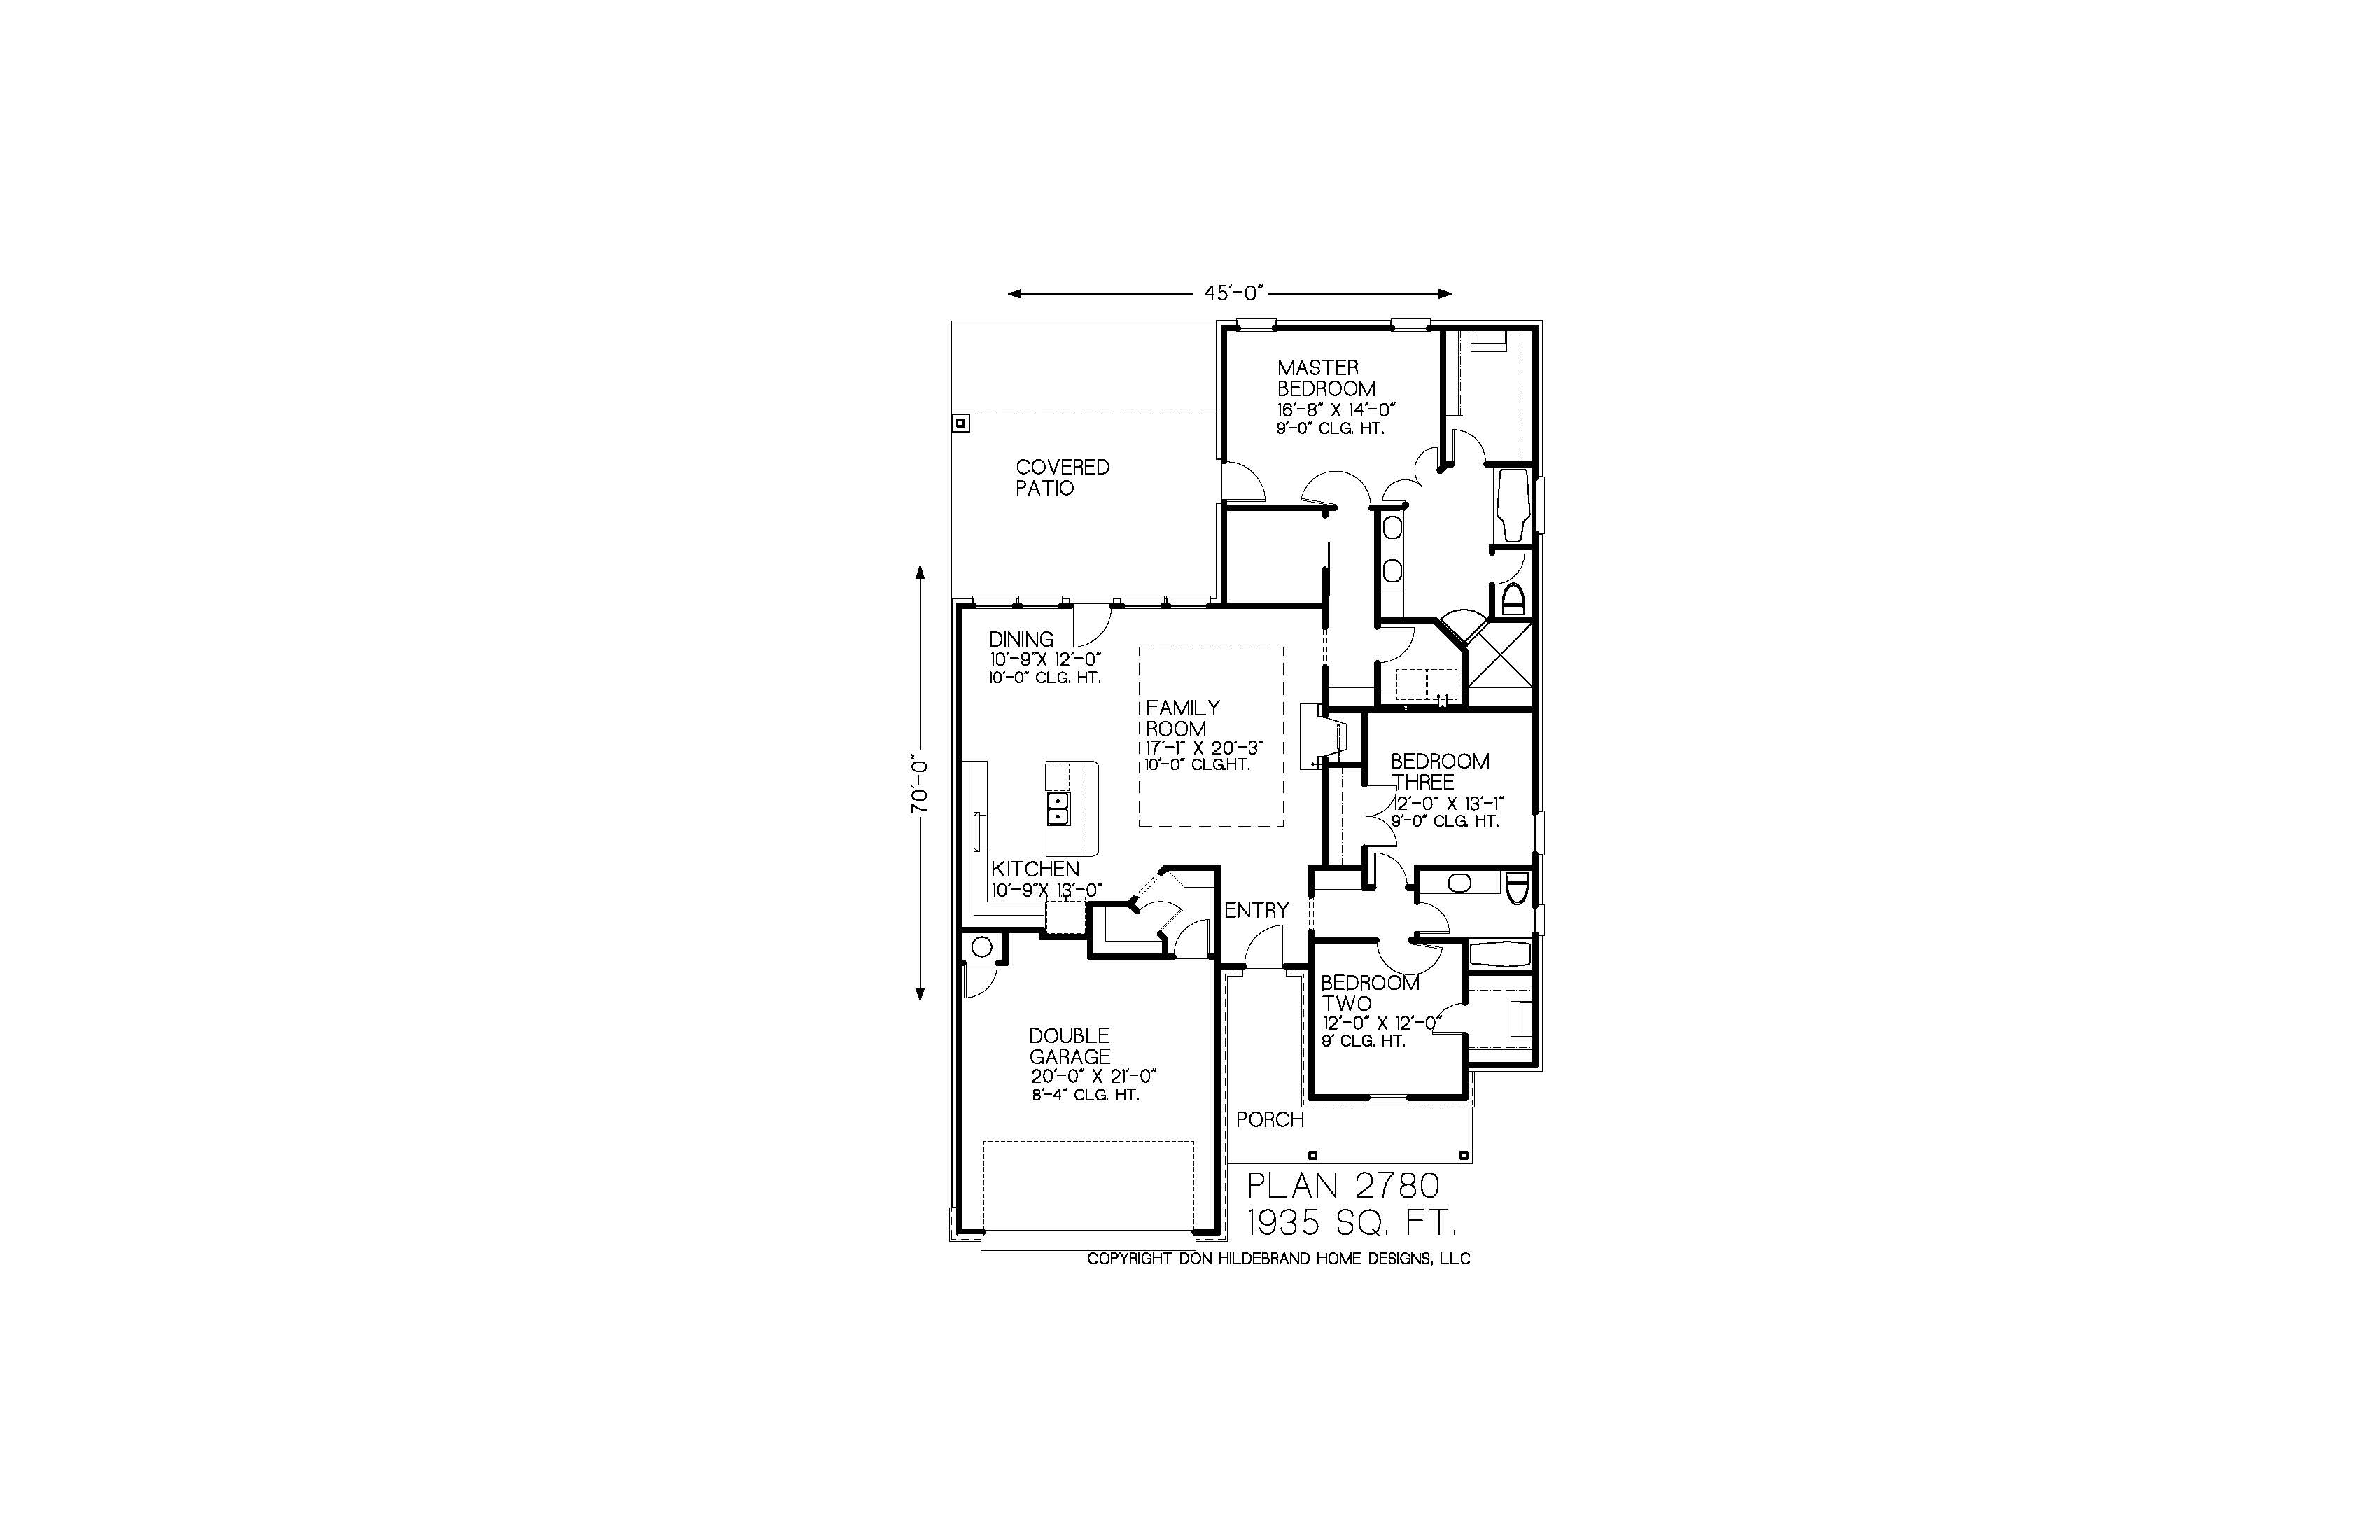 45'-0"
MASTER
BEDROOM
16'-8" X 14'-0"
9'-0" CLG. HT.
COVERED
PATIO
DINING
10'-9"X 12'-0"
10'-0" CLG. HT.
FAMILY
ROOM
17'-1" X 20'-3"
10'-0" CLG.HT.
70'-0"
BEDROOM
THREE
12'-0" X 13'-1"
9'-0" CLG. HT.
KITCHEN
10'-9"X 13'-0"
ENTRY
BEDROOM
TWO
12'-0" X 12'-0"
9' CLG. HT.
DOUBLE
GARAGE
20'-0" X 21'-0"
8'-4" CLG. HT.
PORCH
PLAN 2780
1935 SQ. FT.
COPYRIGHT DON HILDEBRAND HOME DESIGNS, LLC